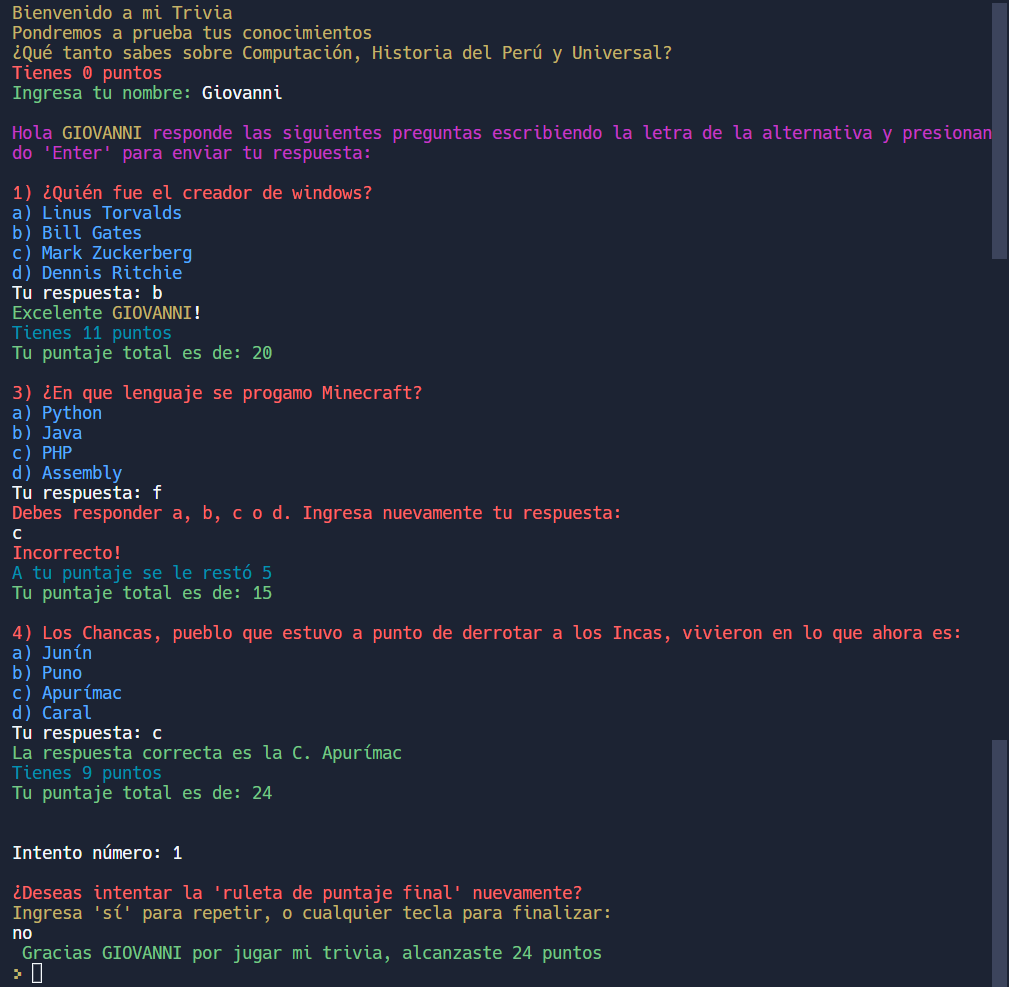 Bienvenido a mi Trivia
Pondremos a prueba tus conocimientos
¿Qué tanto sabes sobre Computación, Historia del Perú y Universal?
Tienes 0 puntos
Ingresa tu nombre: Giovanni
Hola GIOVANNI responde las siguientes preguntas escribiendo la letra de la alternativa y presionan
do 'Enter' para enviar tu respuesta:
1) ¿Quién fue el creador de windows?
a) Linus Torvalds
b) Bill Gates
c) Mark Zuckerberg
d) Dennis Ritchie
Tu respuesta: b
Excelente GIOVANNI!
Tienes 11 puntos
Tu puntaje total es de: 20
3) ¿En que lenguaje se progamo Minecraft?
a) Python
b) Java
c) PHP
d) Assembly
Tu respuesta: f
Debes responder a, b, c o d. Ingresa nuevamente tu respuesta:
c
Incorrecto!
A tu puntaje se le restó 5
Tu puntaje total es de: 15
4) Los Chancas, pueblo que estuvo a punto de derrotar a los Incas, vivieron en lo que ahora es:
a) Junín
b) Puno
c) Apurímac
d) Caral
Tu respuesta: c
La respuesta correcta es la C. Apurímac
Tienes 9 puntos
Tu puntaje total es de: 24
Intento número: 1
¿Deseas intentar la 'ruleta de puntaje final' nuevamente?
Ingresa 'sí' para repetir, o cualquier tecla para finalizar:
no
Gracias GIOVANNI por jugar mi trivia, alcanzaste 24 puntos
>